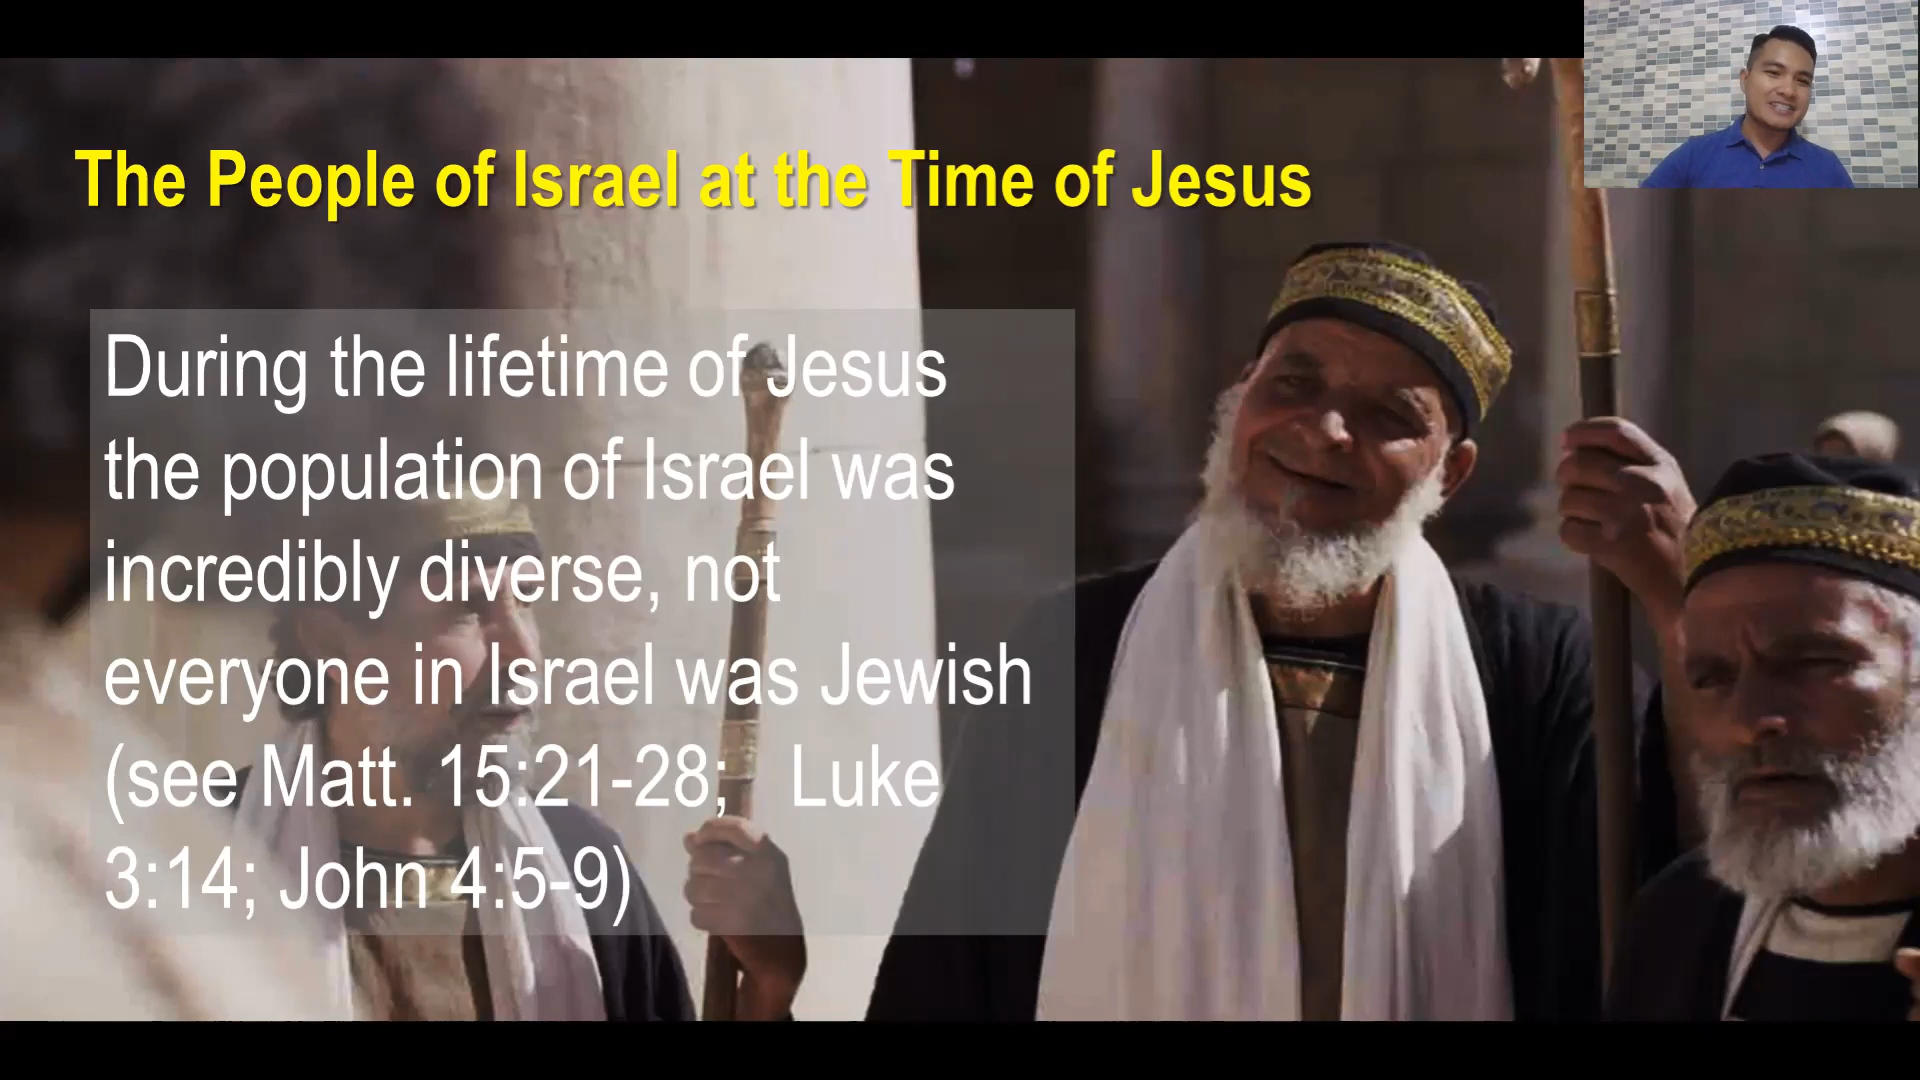 The People of Israel at the Time of Jesus
During the lifetime of Jesus
the population of Israel was
incredibly diverse, not
everyone in Israel was Jewish
(see Matt. 15:21-28;   Luke
3:14; John 4:5-9)